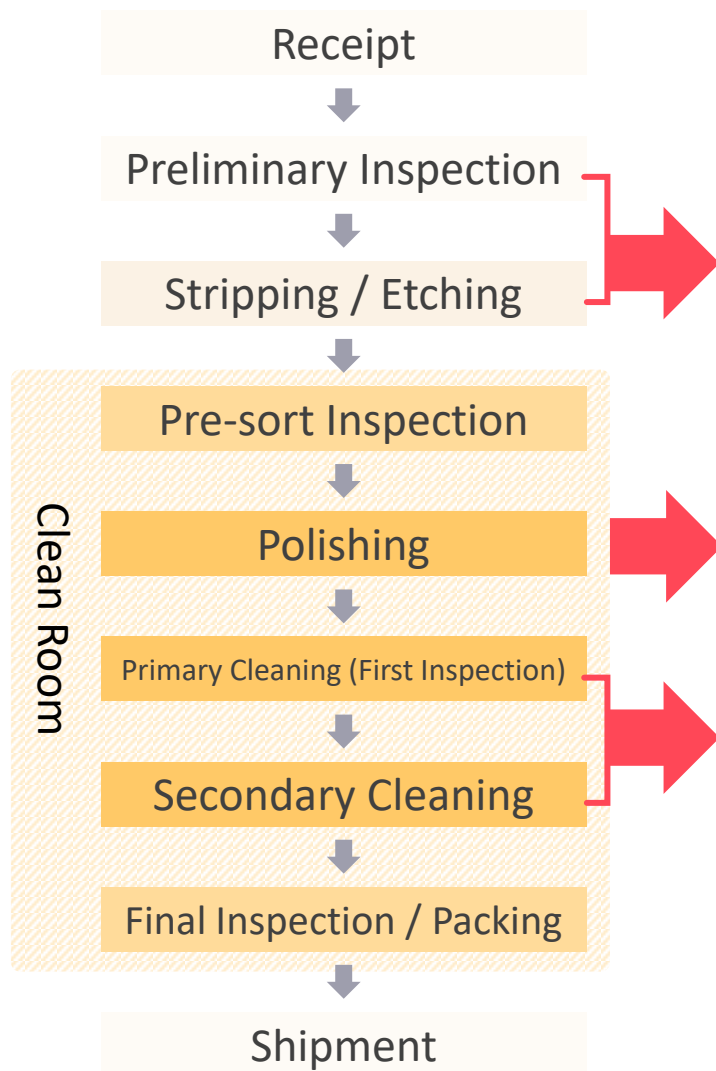 Receipt
Preliminary Inspection
Stripping / Etching
Pre-sort Inspection
Polishing
Clean Room
Primary Cleaning (First Inspection)
Secondary Cleaning
Final Inspection / Packing
Shipment